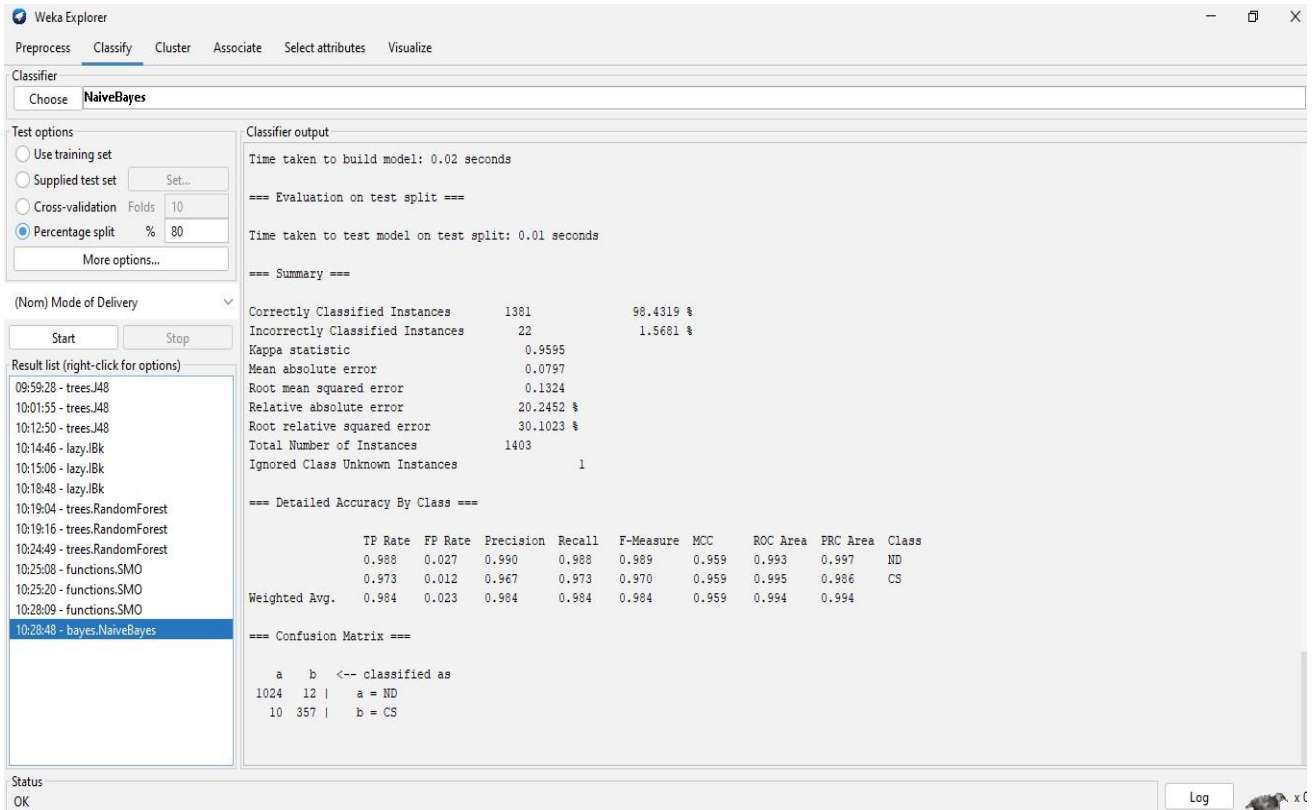 Weka Explorer
Preprocess Classify Cluster Associate Select attributes Visualize
Classifier
Choose NaiveBayes
Test options
Use training set
Supplied test set Set...
Cross-validation Folds 10
Percentage split % 80
More options...
(Nom) Mode of Delivery
Start Stop
Result list (right-click for options)
09:59:28 - trees.J48
10:01:55 - trees.J48
10:12:50 - trees.J48
10:14:46 - lazy.IBk
10:15:06 - lazy.IBk
10:18:48 - lazy.IBk
10:19:04 - trees.RandomForest
10:19:16 - trees.RandomForest
10:24:49 - trees.RandomForest
10:25:08 - functions.SMO
10:25:20 - functions.SMO
10:28:09 - functions.SMO
10:28:48 - bayes.NaiveBayes
Classifier output
Time taken to build model: 0.02 seconds
=== Evaluation on test split ===
Time taken to test model on test split: 0.01 seconds
=== Summary ===
Correctly Classified Instances 1381 98.4319 %
Incorrectly Classified Instances 22 1.5681 %
Kappa statistic 0.9595
Mean absolute error 0.0797
Root mean squared error 0.1324
Relative absolute error 20.2452 %
Root relative squared error 30.1023 %
Total Number of Instances 1403
Ignored Class Unknown Instances 1
=== Detailed Accuracy By Class ===
TP Rate FP Rate Precision Recall F-Measure MCC ROC Area PRC Area Class
0.988 0.027 0.990 0.988 0.989 0.959 0.993 0.997 ND
0.973 0.012 0.967 0.973 0.970 0.959 0.995 0.986 CS
Weighted Avg. 0.984 0.023 0.984 0.984 0.984 0.959 0.994 0.994
=== Confusion Matrix ===
a b <-- classified as
1024 12 | a = ND
10 357 | b = CS
Status
OK
Log
x 0